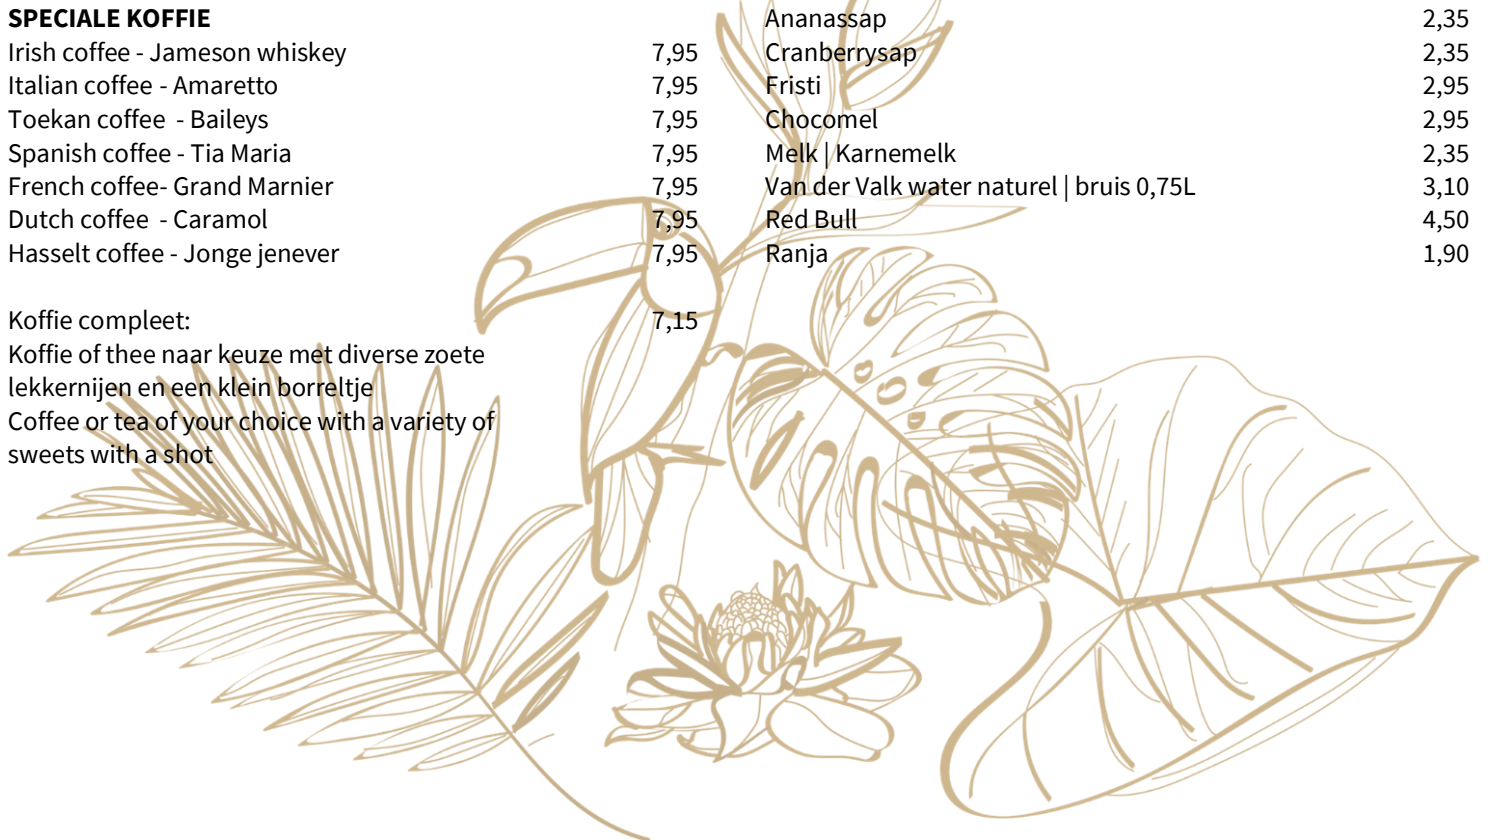 SPECIALE KOFFIE
Irish coffee - Jameson whiskey 7,95
Italian coffee - Amaretto 7,95
Toekan coffee  - Baileys 7,95
Spanish coffee - Tia Maria 7,95
French coffee- Grand Marnier 7,95
Dutch coffee  - Caramol 7,95
Hasselt coffee - Jonge jenever 7,95
Koffie compleet: 7,15
Koffie of thee naar keuze met diverse zoete
lekkernijen en een klein borreltje
Coffee or tea of your choice with a variety of
sweets with a shot
Ananassap 2,35
Cranberrysap 2,35
Fristi 2,95
Chocomel 2,95
Melk | Karnemelk 2,35
Van der Valk water naturel | bruis 0,75L 3,10
Red Bull 4,50
Ranja 1,90